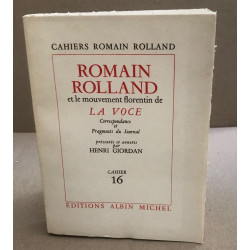 CAHIERS ROMAIN ROLLAND
ROMAIN
ROLLAND
et le mouvement florentin de
LA VOCE
Correspondance
et
Fragments du Journal
présentés et annotés
par
HENRI GIORDAN
CAHIER
16
EDITIONS ALBIN MICHEL